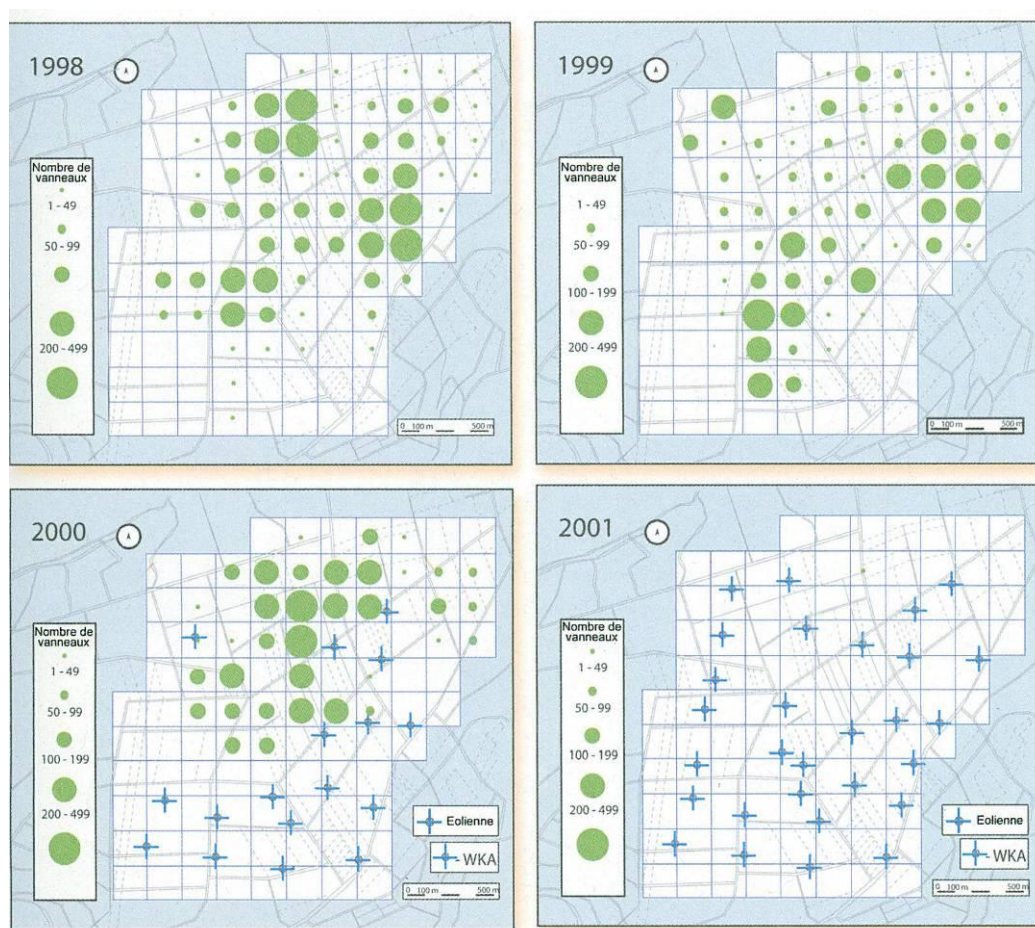 1998
Nombre de
vanneaux
1 - 49
50 - 99
100 - 199
200 - 499
0 100 m 500 m
1999
Nombre de
vanneaux
1 - 49
50 - 99
100 - 199
200 - 499
0 100 m 500 m
2000
Nombre de
vanneaux
1 - 49
50 - 99
100 - 199
200 - 499
Eolienne
- WKA
0 100 m 500 m
2001
Nombre de
vanneaux
1 - 49
50 - 99
100 - 199
200 - 499
Eolienne
- WKA
0 100 m 500 m